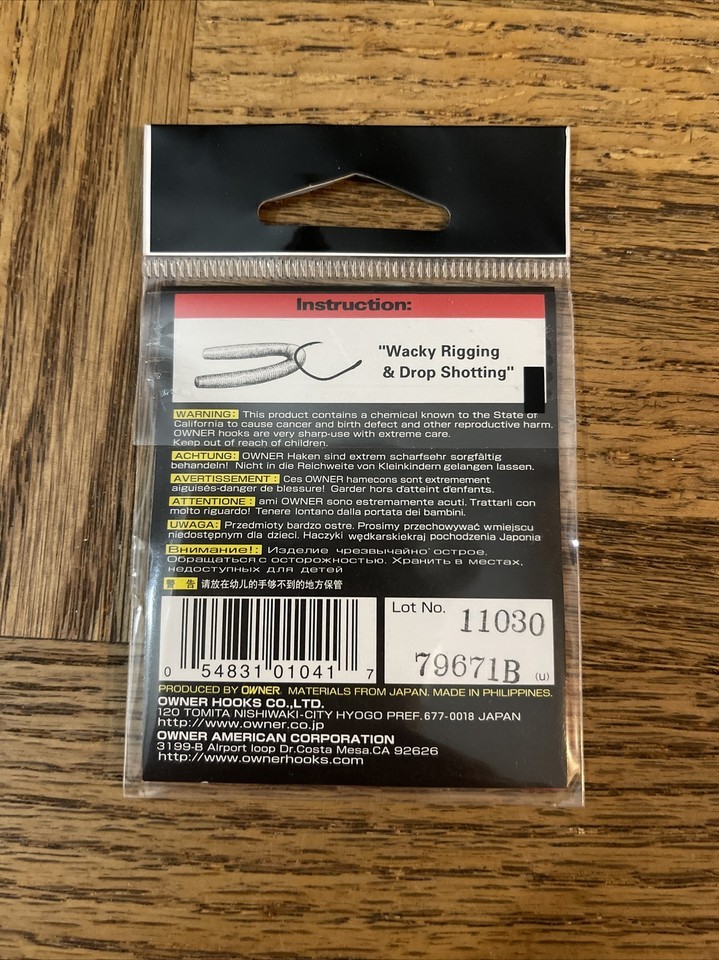 Instruction:
"Wacky Rigging
& Drop Shotting"
WARNING: This product contains a chemical known to the State of
California to cause cancer and birth defect and other reproductive harm.
OWNER hooks are very sharp-use with extreme care.
Keep out of reach of children.
ACHTUNG: OWNER Haken sind extrem scharfsehr sorgfältig
behandeln! Nicht in die Reichweite von Kleinkindern gelangen lassen.
AVERTISSEMENT: Ces OWNER hamecons sont extremement
aiguisés-danger de blessure! Garder hors d'atteint d'enfants.
ATTENTIONE: ami OWNER sono estremamente acuti. Trattarli con
molto riguardo! Tenere lontano dalla portata dei bambini.
UWAGA: Przedmioty bardzo ostre. Prosimy przechowywać wmiejscu
niedostępnym dla dzieci. Haczyki wędkarskiekraj pochodzenia Japonia
Внимание!: Изделие чрезвычайно острое.
Обращаться с осторожностью. Хранить в местах,
недоступных для детей
警 告 请放在幼儿的手够不到的地方保管
Lot No. 11030
79671B (u)
0 54831 01041 7
PRODUCED BY OWNER. MATERIALS FROM JAPAN. MADE IN PHILIPPINES.
OWNER HOOKS CO.,LTD.
120 TOMITA NISHIWAKI-CITY HYOGO PREF.677-0018 JAPAN
http://www.owner.co.jp
OWNER AMERICAN CORPORATION
3199-B Airport loop Dr.Costa Mesa.CA 92626
http://www.ownerhooks.com